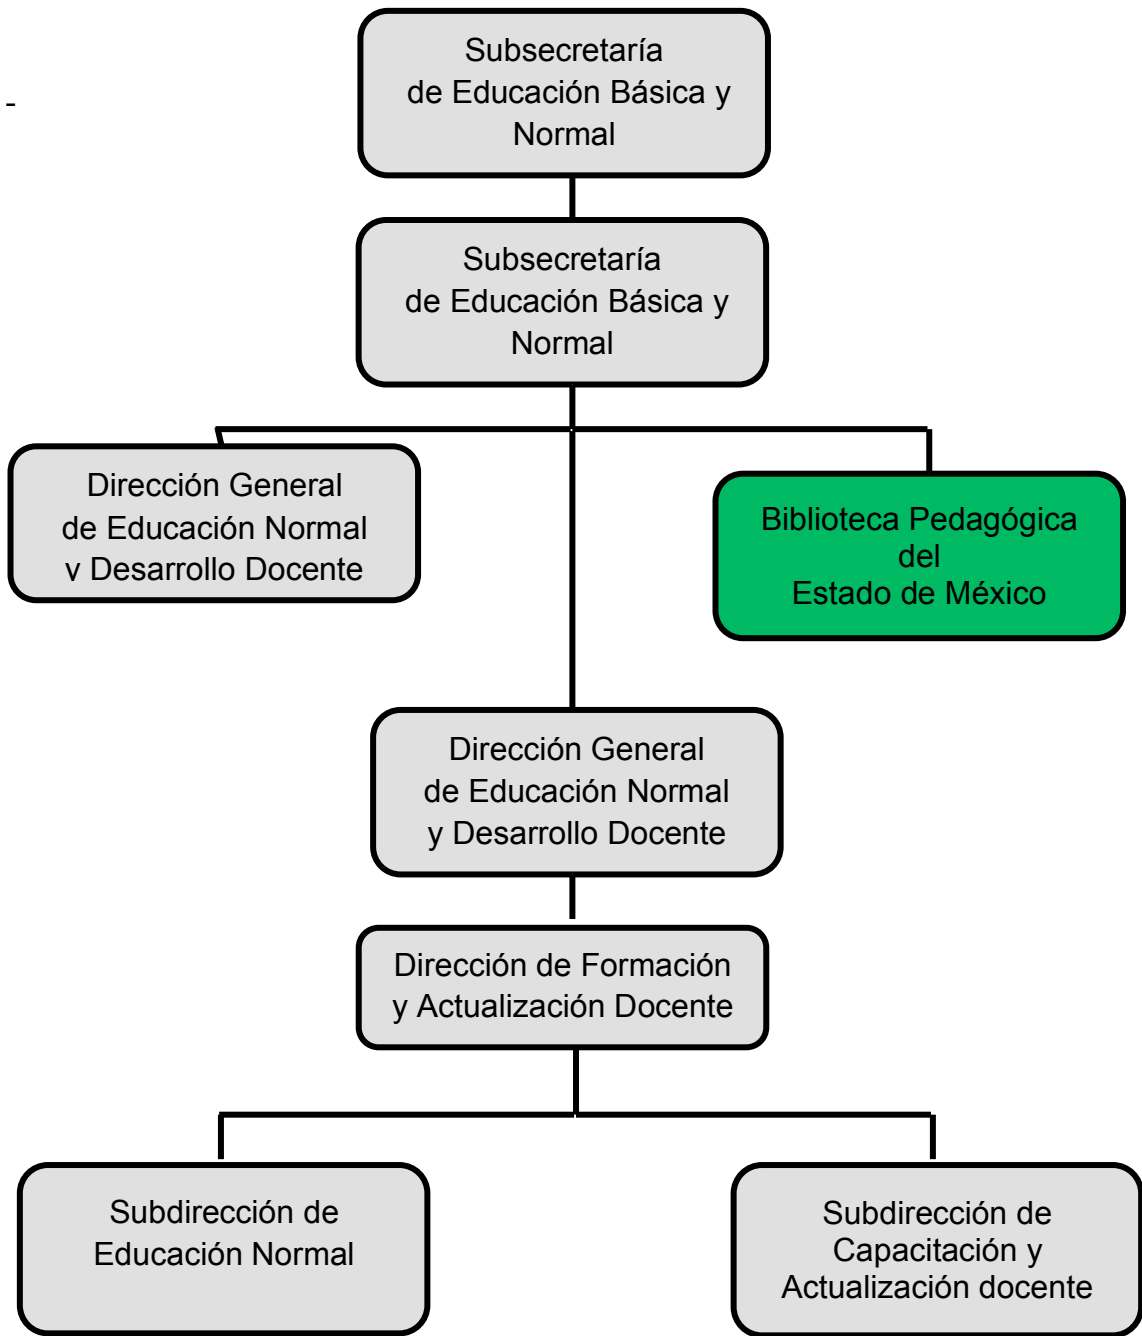 Subsecretaría
de Educación Básica y
Normal
-
Subsecretaría
de Educación Básica y
Normal
Dirección General
de Educación Normal
v Desarrollo Docente
Biblioteca Pedagógica
del
Estado de México
Dirección General
de Educación Normal
y Desarrollo Docente
Dirección de Formación
y Actualización Docente
Subdirección de
Educación Normal
Subdirección de
Capacitación y
Actualización docente